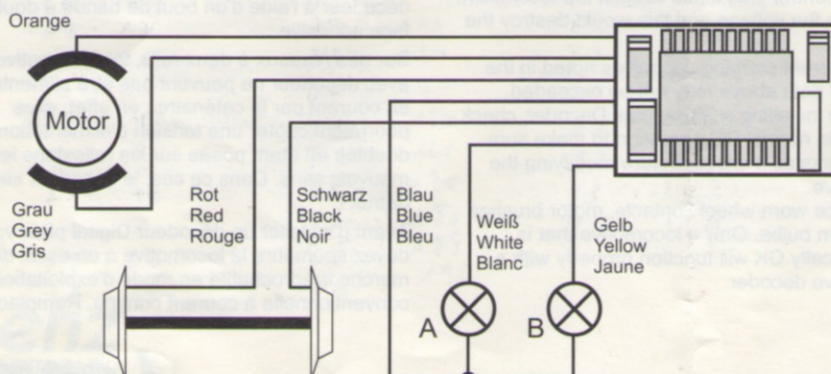 Orange
Motor
Grau
Grey
Gris
Rot
Red
Rouge
Schwarz
Black
Noir
Blau
Blue
Bleu
Weiß
White
Blanc
Gelb
Yellow
Jaune
A
B